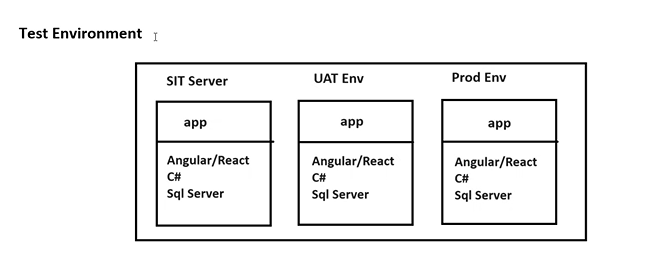 Test Environment
SIT Server
app
Angular/React
C#
Sql Server
UAT Env
app
Angular/React
C#
Sql Server
Prod Env
app
Angular/React
C#
Sql Server